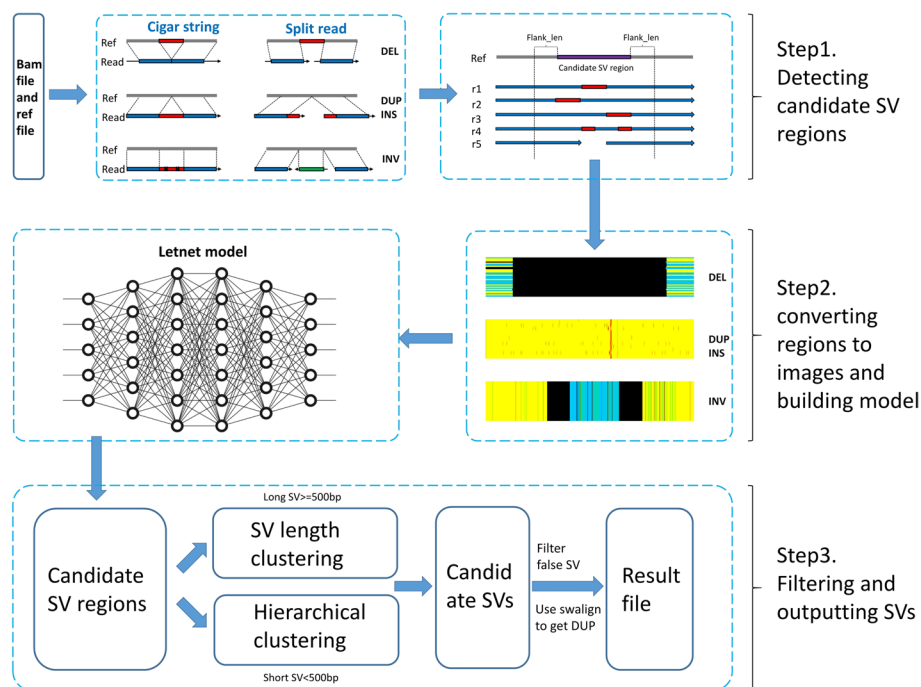 Bam
file
and
ref
file
Cigar string
Split read
Ref
Read
DEL
Ref
Read
DUP
INS
Ref
Read
INV
Flank_len
Flank_len
Ref
Candidate SV region
r1
r2
r3
r4
r5
Step1.
Detecting
candidate SV
regions
Letnet model
DEL
DUP
INS
INV
Step2.
converting
regions to
images and
building model
Candidate
SV regions
Long SV>=500bp
SV length
clustering
Hierarchical
clustering
Short SV<500bp
Candid
ate SVs
Filter
false SV
Use swalign
to get DUP
Result
file
Step3.
Filtering and
outputting SVs